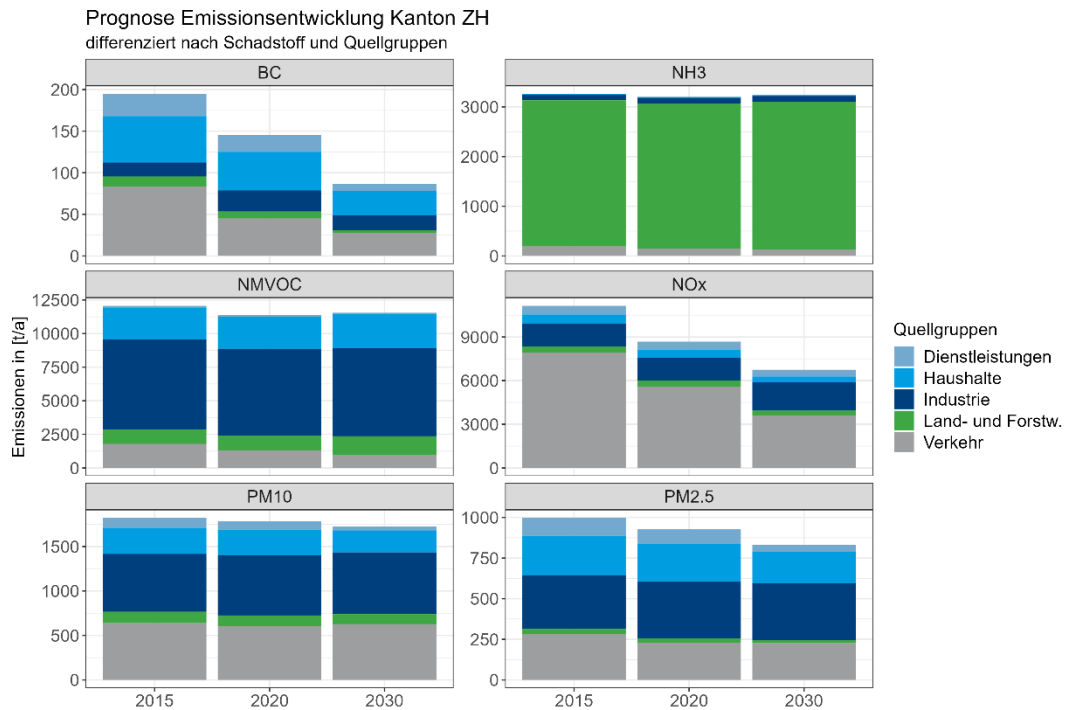 Prognose Emissionsentwicklung Kanton ZH
differenziert nach Schadstoff und Quellgruppen
BC
NH3
200
150
100
50
0
3000
2000
1000
0
NMVOC
NOx
12500
10000
7500
5000
2500
0
9000
6000
3000
0
PM10
PM2.5
1500
1000
500
0
1000
750
500
250
0
2015
2020
2030
2015
2020
2030
Emissionen in [t/a]
Quellgruppen
Dienstleistungen
Haushalte
Industrie
Land- und Forstw.
Verkehr